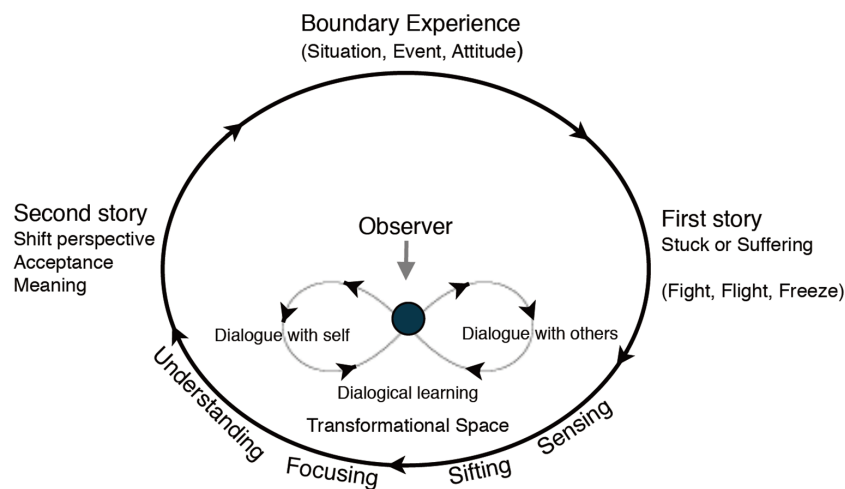 Boundary Experience
(Situation, Event, Attitude)
Second story
Shift perspective
Acceptance
Meaning
Observer
First story
Stuck or Suffering
(Fight, Flight, Freeze)
Dialogue with self
Dialogue with others
Dialogical learning
Transformational Space
Sensing
Sifting
Focusing
Understanding